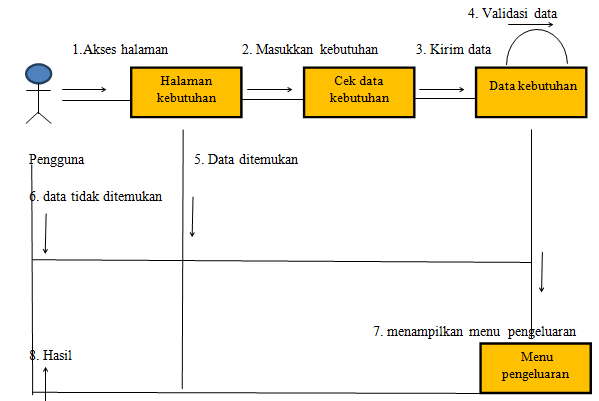 4. Validasi data
1.Akses halaman
2. Masukkan kebutuhan
3. Kirim data
Halaman
kebutuhan
Cek data
kebutuhan
Data kebutuhan
Pengguna
5. Data ditemukan
6. data tidak ditemukan
7. menampilkan menu pengeluaran
8. Hasil
Menu
pengeluaran